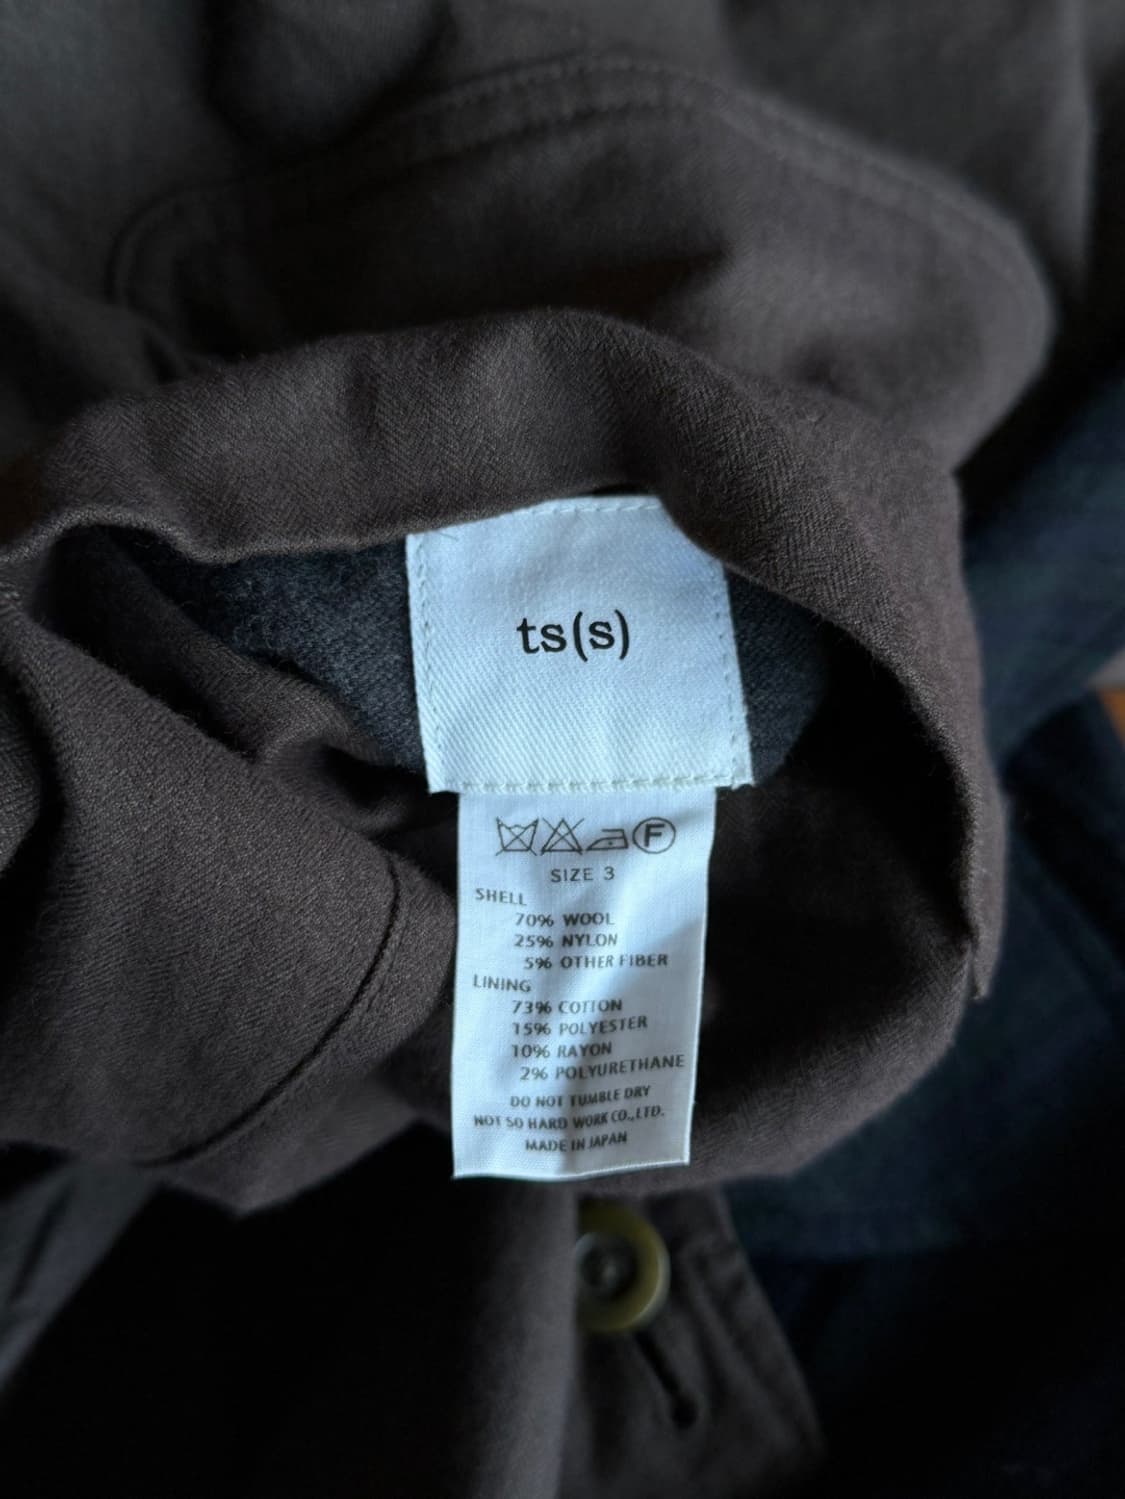 ts(s)
F
SIZE 3
SHELL
70% WOOL
25% NYLON
5% OTHER FIBER
LINING
73% COTTON
15% POLYESTER
10% RAYON
2% POLYURETHANE
DO NOT TUMBLE DRY
NOT SO HARD WORK CO.,LTD.
MADE IN JAPAN